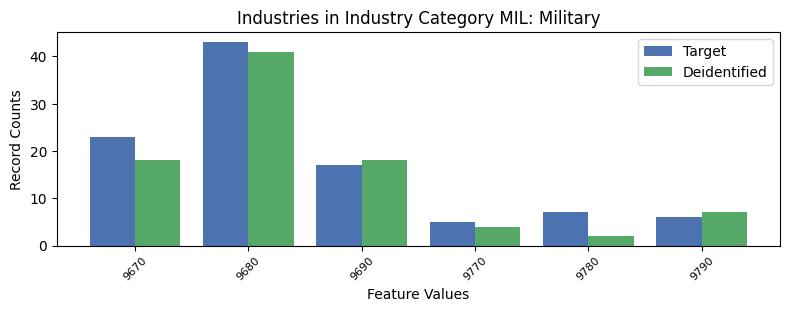 Industries in Industry Category MIL: Military
Target
Deidentified
Record Counts
40
30
20
10
0
9670 9680 9690 9770 9780 9790
Feature Values